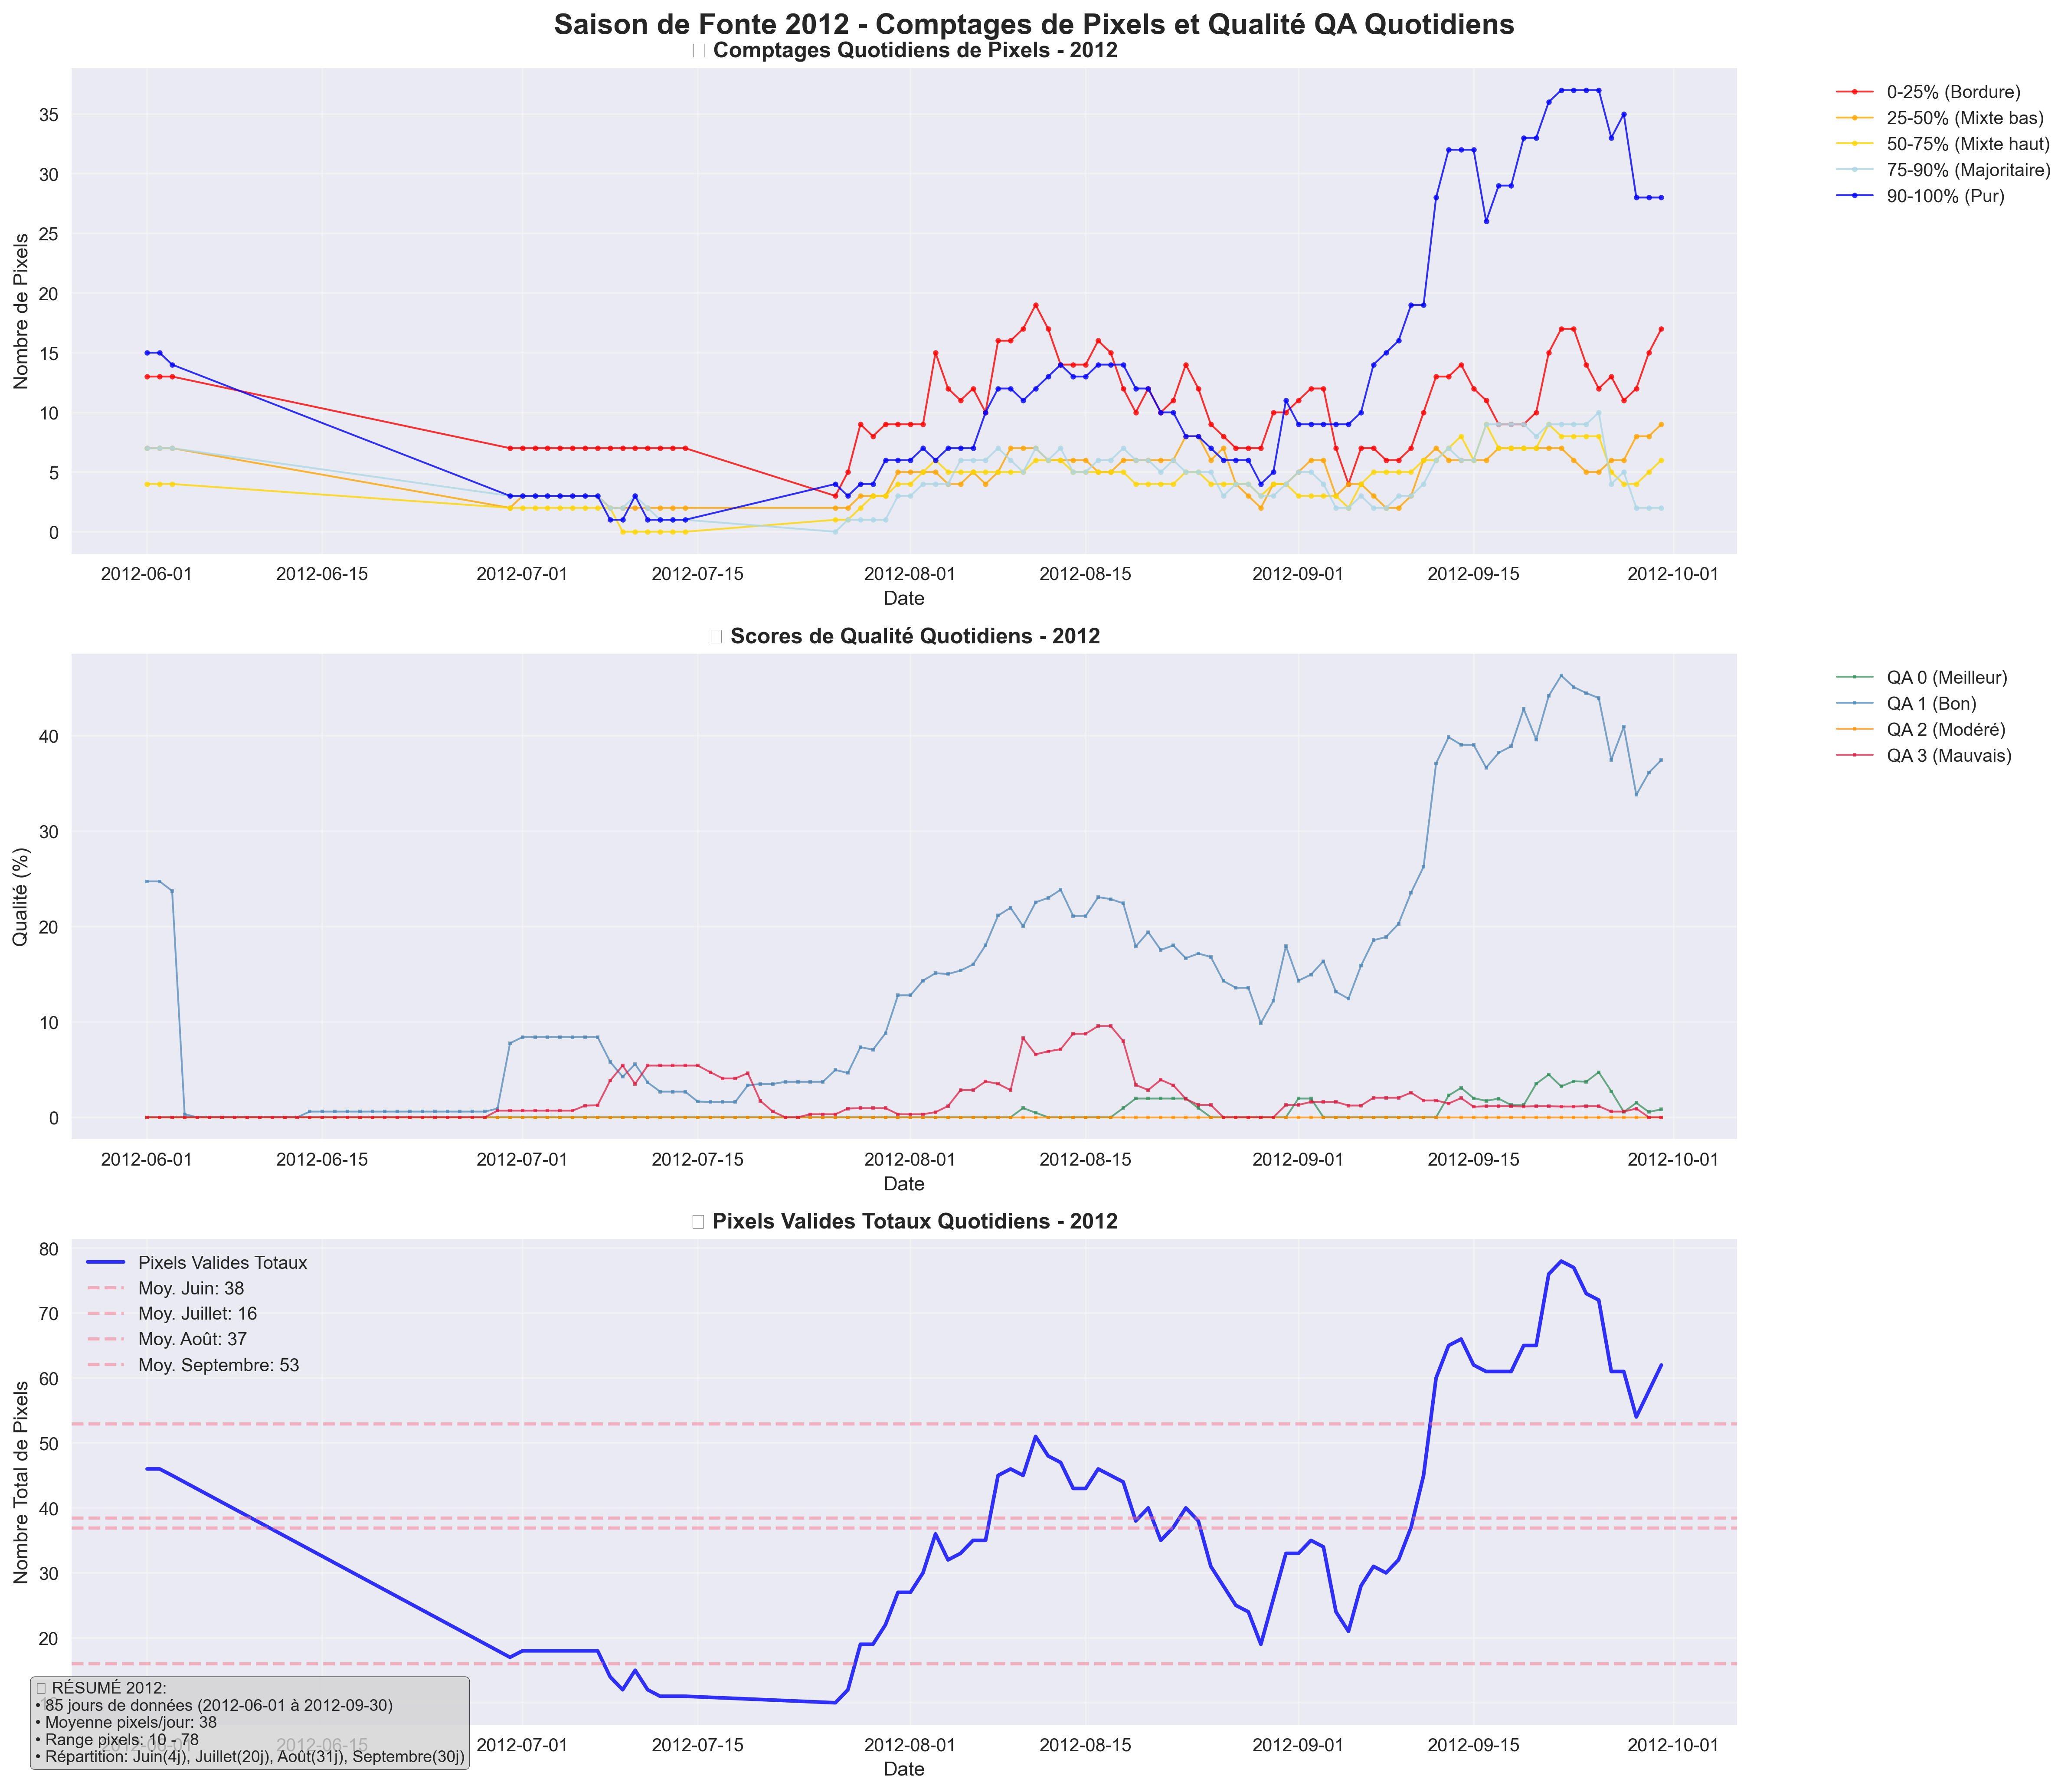 Saison de Fonte 2012 - Comptages de Pixels et Qualité QA Quotidiens
Comptages Quotidiens de Pixels - 2012
Nombre de Pixels
35
30
25
20
15
10
5
0
2012-06-01 2012-06-15 2012-07-01 2012-07-15 2012-08-01 2012-08-15 2012-09-01 2012-09-15 2012-10-01
Date
0-25% (Bordure)
25-50% (Mixte bas)
50-75% (Mixte haut)
75-90% (Majoritaire)
90-100% (Pur)
Scores de Qualité Quotidiens - 2012
Qualité (%)
40
30
20
10
0
2012-06-01 2012-06-15 2012-07-01 2012-07-15 2012-08-01 2012-08-15 2012-09-01 2012-09-15 2012-10-01
Date
QA 0 (Meilleur)
QA 1 (Bon)
QA 2 (Modéré)
QA 3 (Mauvais)
Pixels Valides Totaux Quotidiens - 2012
Nombre Total de Pixels
80
70
60
50
40
30
20
Pixels Valides Totaux
Moy. Juin: 38
Moy. Juillet: 16
Moy. Août: 37
Moy. Septembre: 53
RÉSUMÉ 2012:
• 85 jours de données (2012-06-01 à 2012-09-30)
• Moyenne pixels/jour: 38
• Range pixels: 10 - 78
• Répartition: Juin(4j), Juillet(20j), Août(31j), Septembre(30j)
2012-06-15 2012-07-01 2012-07-15 2012-08-01 2012-08-15 2012-09-01 2012-09-15 2012-10-01
Date